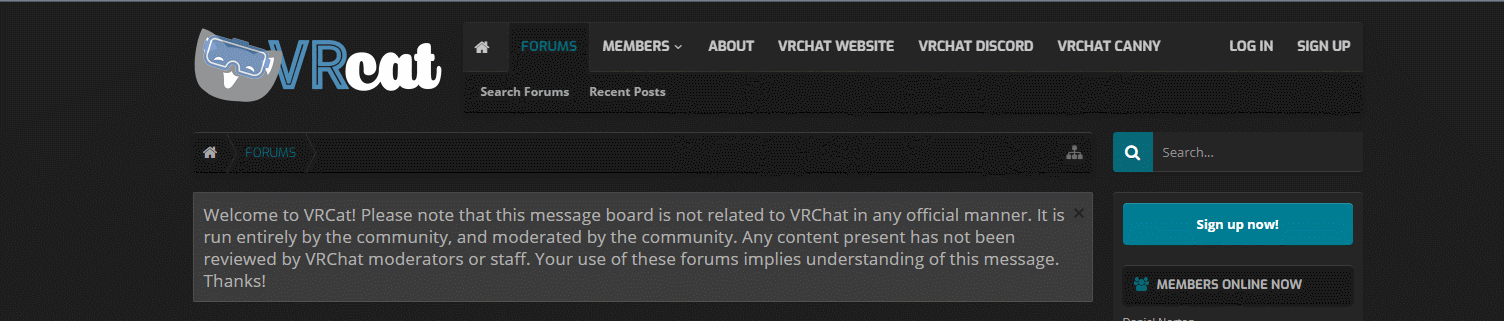 VRcat
FORUMS MEMBERS ABOUT VRCHAT WEBSITE VRCHAT DISCORD VRCHAT CANNY LOG IN SIGN UP
Search Forums Recent Posts
FORUMS
Search...
Welcome to VRCat! Please note that this message board is not related to VRChat in any official manner. It is
run entirely by the community, and moderated by the community. Any content present has not been
reviewed by VRChat moderators or staff. Your use of these forums implies understanding of this message.
Thanks!
Sign up now!
MEMBERS ONLINE NOW